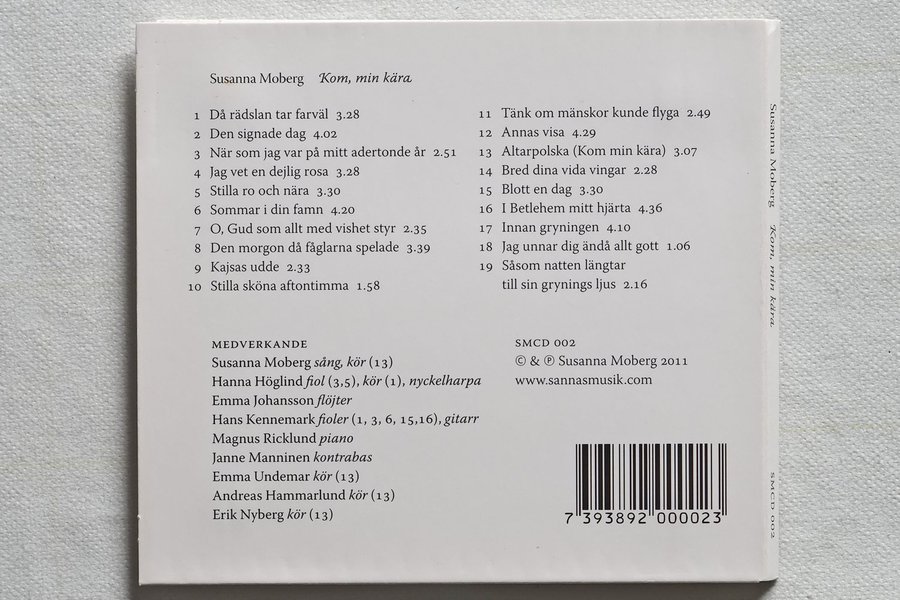 Susanna Moberg Kom, min kära
1 Då rädslan tar farväl 3.28
2 Den signade dag 4.02
3 När som jag var på mitt adertonde år 2.51
4 Jag vet en dejlig rosa 3.28
5 Stilla ro och nära 3.30
6 Sommar i din famn 4.20
7 O, Gud som allt med vishet styr 2.35
8 Den morgon då fåglarna spelade 3.39
9 Kajsas udde 2.33
10 Stilla sköna aftontimma 1.58
11 Tänk om mänskor kunde flyga 2.49
12 Annas visa 4.29
13 Altarpolska (Kom min kära) 3.07
14 Bred dina vida vingar 2.28
15 Blott en dag 3.30
16 I Betlehem mitt hjärta 4.36
17 Innan gryningen 4.10
18 Jag unnar dig ändå allt gott 1.06
19 Såsom natten längtar
till sin grynings ljus 2.16
MEDVERKANDE
Susanna Moberg sång, kör (13)
Hanna Höglind fiol (3,5), kör (1), nyckelharpa
Emma Johansson flöjter
Hans Kennemark fioler (1, 3, 6, 15,16), gitarr
Magnus Ricklund piano
Janne Manninen kontrabas
Emma Undemar kör (13)
Andreas Hammarlund kör (13)
Erik Nyberg kör (13)
SMCD 002
© & ℗ Susanna Moberg 2011
www.sannasmusik.com
7 393892 000023
Susanna Moberg Kom, min kära SMCD 002